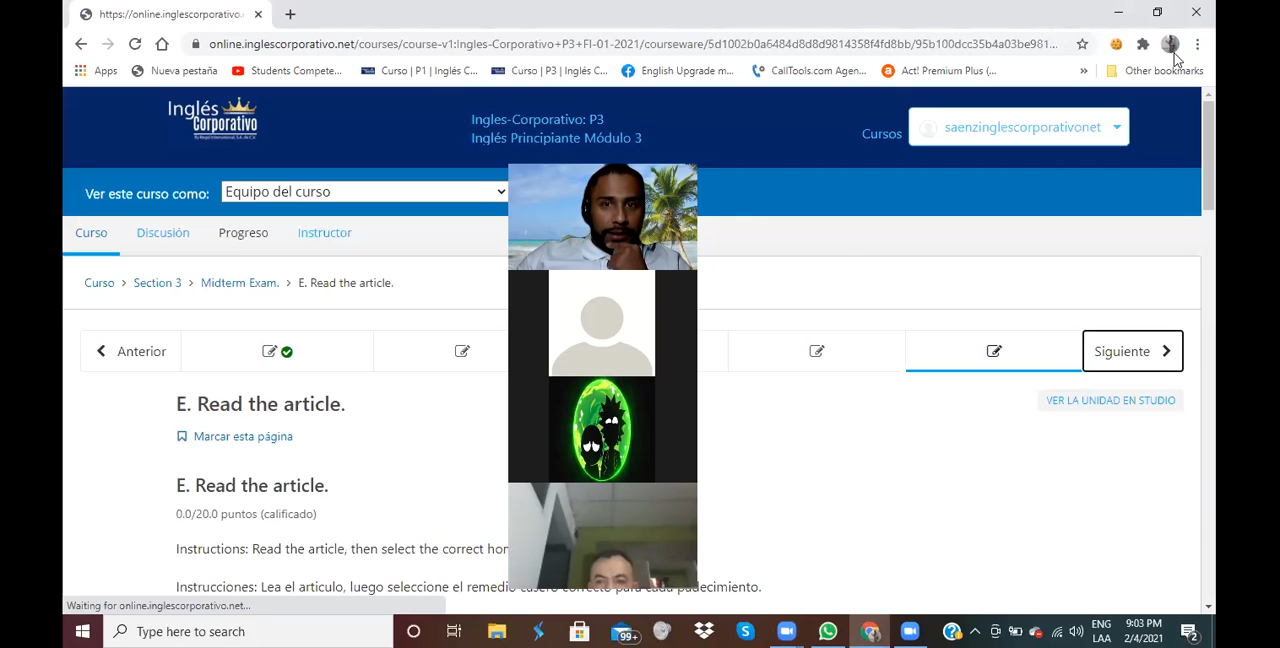 https://online.inglescorporativo.
online.inglescorporativo.net/courses/course-v1:Ingles-Corporativo+P3+FI-01-2021/courseware/5d1002b0a6484d8d8d9814358f4fd8bb/95b100dcc35b4a03be981...
Apps
Nueva pestaña
Students Compete...
Curso | P1 | Inglés C...
Curso | P3 | Inglés C...
English Upgrade m...
CallTools.com Agen...
Act! Premium Plus (...
»
Other bookmarks
Inglés
Corporativo
Ingles-Corporativo: P3
Inglés Principiante Módulo 3
Cursos
saenzinglescorporativonet
Ver este curso como:
Equipo del curso
Curso
Discusión
Progreso
Instructor
Curso > Section 3 > Midterm Exam. > E. Read the article.
Anterior
Siguiente
E. Read the article.
VER LA UNIDAD EN STUDIO
Marcar esta página
E. Read the article.
0.0/20.0 puntos (calificado)
Instructions: Read the article, then select the correct hom
Instrucciones: Lea el articulo, luego seleccione el remedio casero correcto para cada padecimiento.
Waiting for online.inglescorporativo.net...
Type here to search
99+
ENG
LAA
9:03 PM
2/4/2021
2